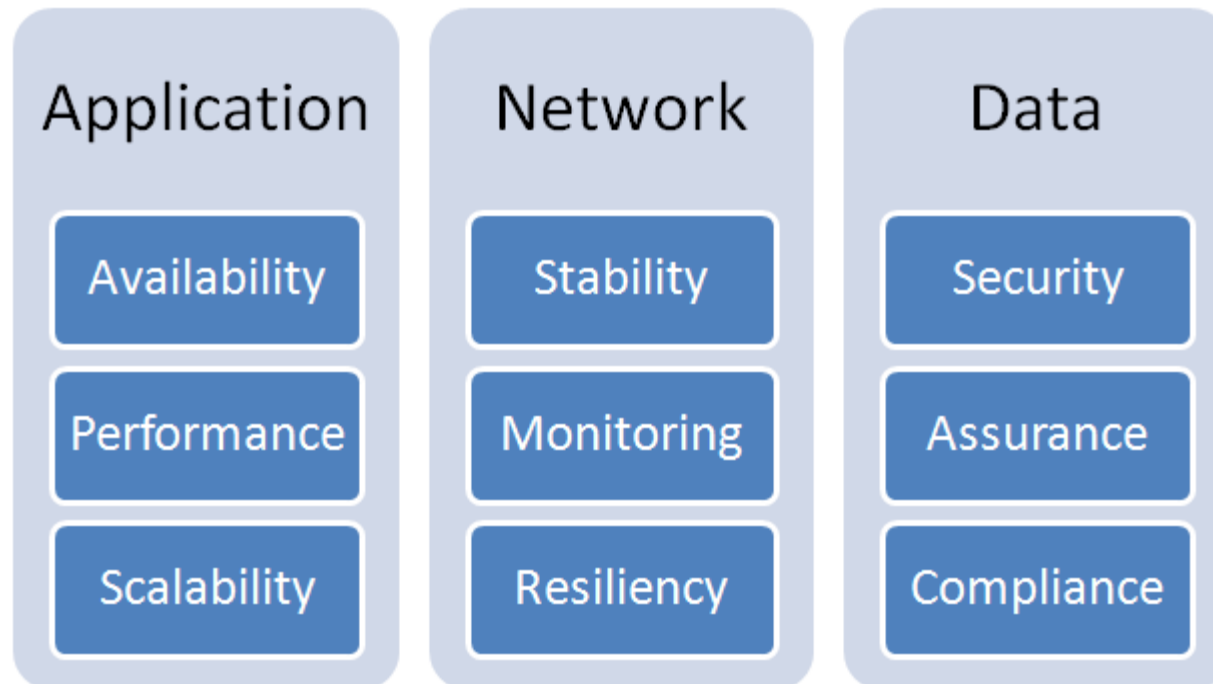 Application
Availability
Performance
Scalability
Network
Stability
Monitoring
Resiliency
Data
Security
Assurance
Compliance